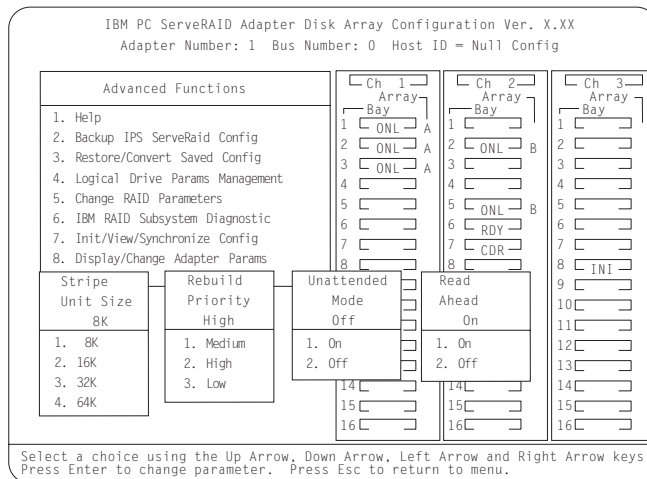 IBM PC ServeRAID Adapter Disk Array Configuration Ver. X.XX
Adapter Number: 1 Bus Number: 0 Host ID = Null Config
Advanced Functions
1. Help
2. Backup IPS ServeRaid Config
3. Restore/Convert Saved Config
4. Logical Drive Params Management
5. Change RAID Parameters
6. IBM RAID Subsystem Diagnostic
7. Init/View/Synchronize Config
8. Display/Change Adapter Params
Stripe
Unit Size
8K
1. 8K
2. 16K
3. 32K
4. 64K
Rebuild
Priority
High
1. Medium
2. High
3. Low
Unattended
Mode
Off
1. On
2. Off
Read
Ahead
On
1. On
2. Off
Ch 1
Array
Bay
1 ONL A
2 ONL A
3 ONL A
4
5
6
7
8
14
15
16
Ch 2
Array
Bay
1
2 ONL B
3
4
5 ONL B
6 RDY
7 CDR
8
14
15
16
Ch 3
Array
Bay
1
2
3
4
5
6
7
8 INI
9
10
11
12
13
14
15
16
Select a choice using the Up Arrow, Down Arrow, Left Arrow and Right Arrow keys
Press Enter to change parameter. Press Esc to return to menu.